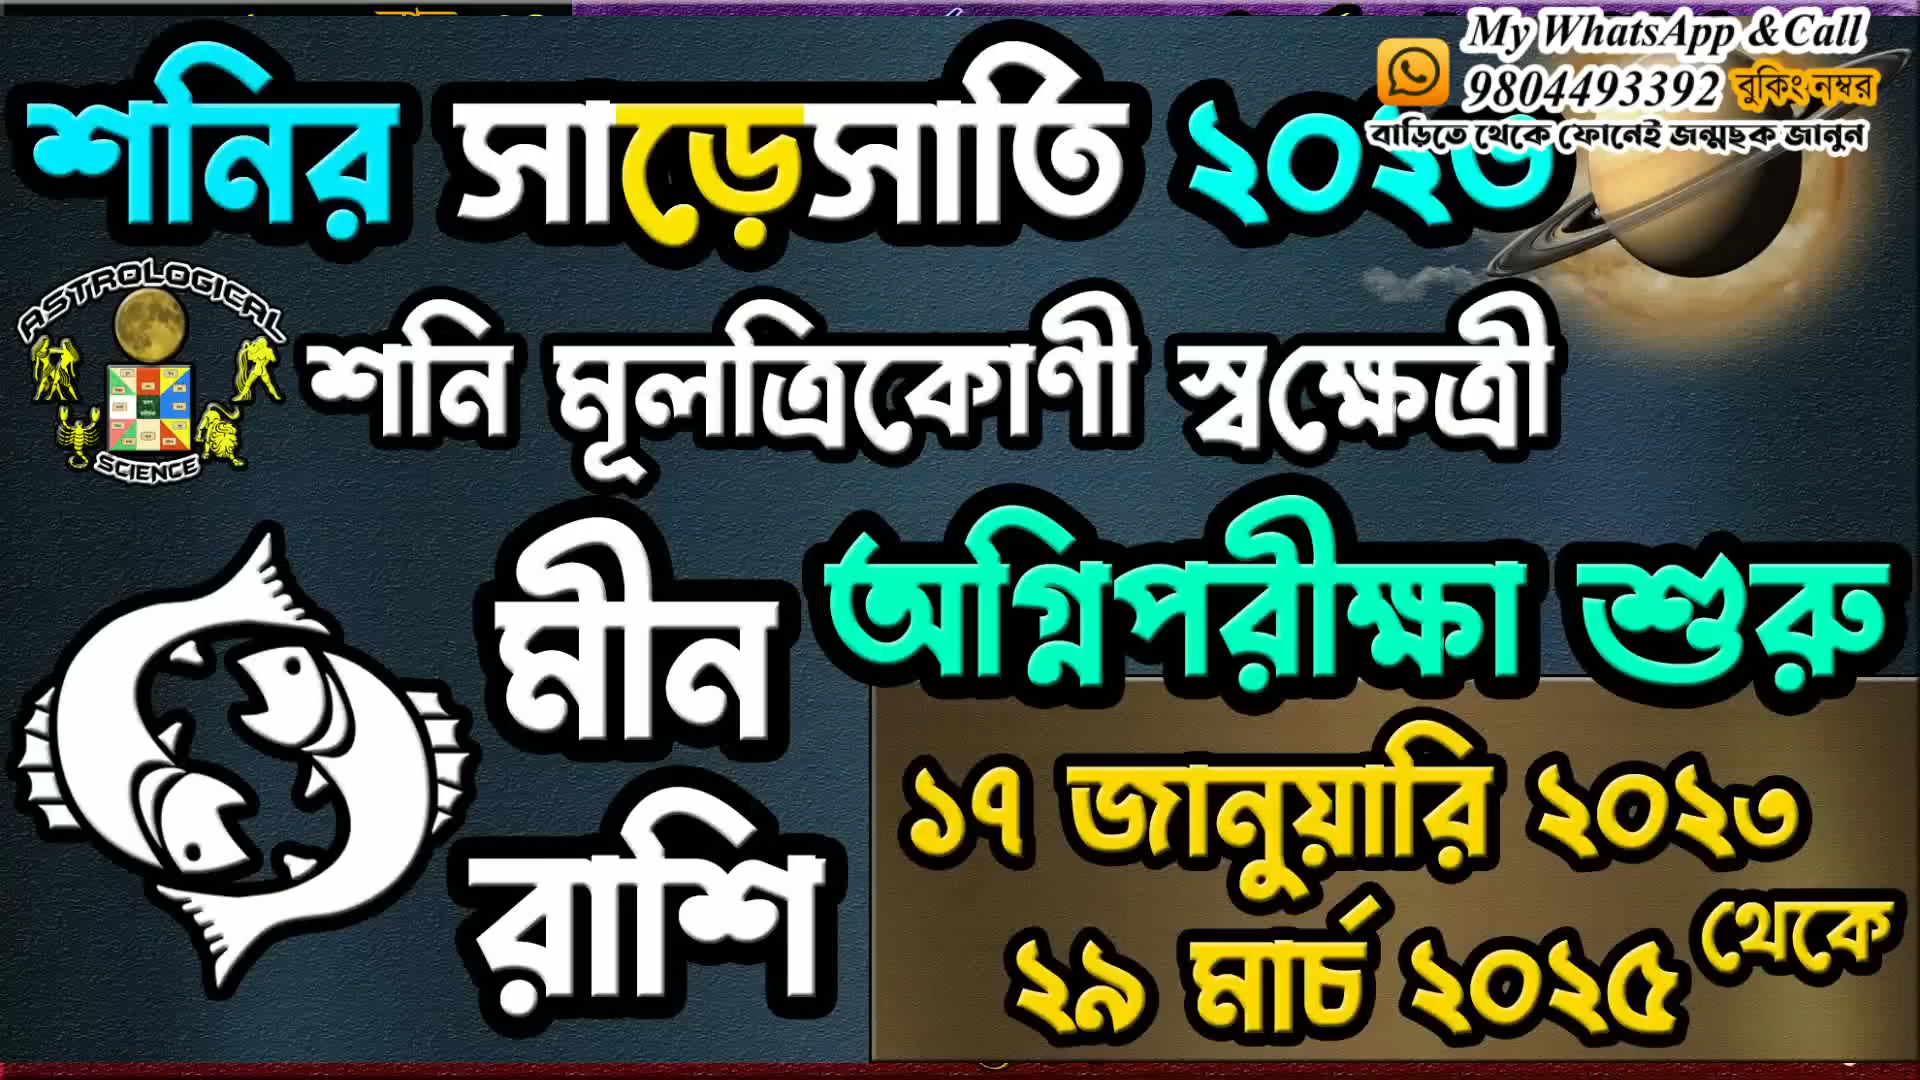 My WhatsApp &Call
9804493392 বুকিং নম্বর
বাড়িতে থেকে ফোনেই জন্মছক জানুন
শনির সাড়েসাতি ২০২৩
ASTROLOGICAL
SCIENCE
শনি মূলত্রিকোণী স্বক্ষেত্রী
মীন
রাশি
অগ্নিপরীক্ষা শুরু
১৭ জানুয়ারি ২০২৩
থেকে
২৯ মার্চ ২০২৫